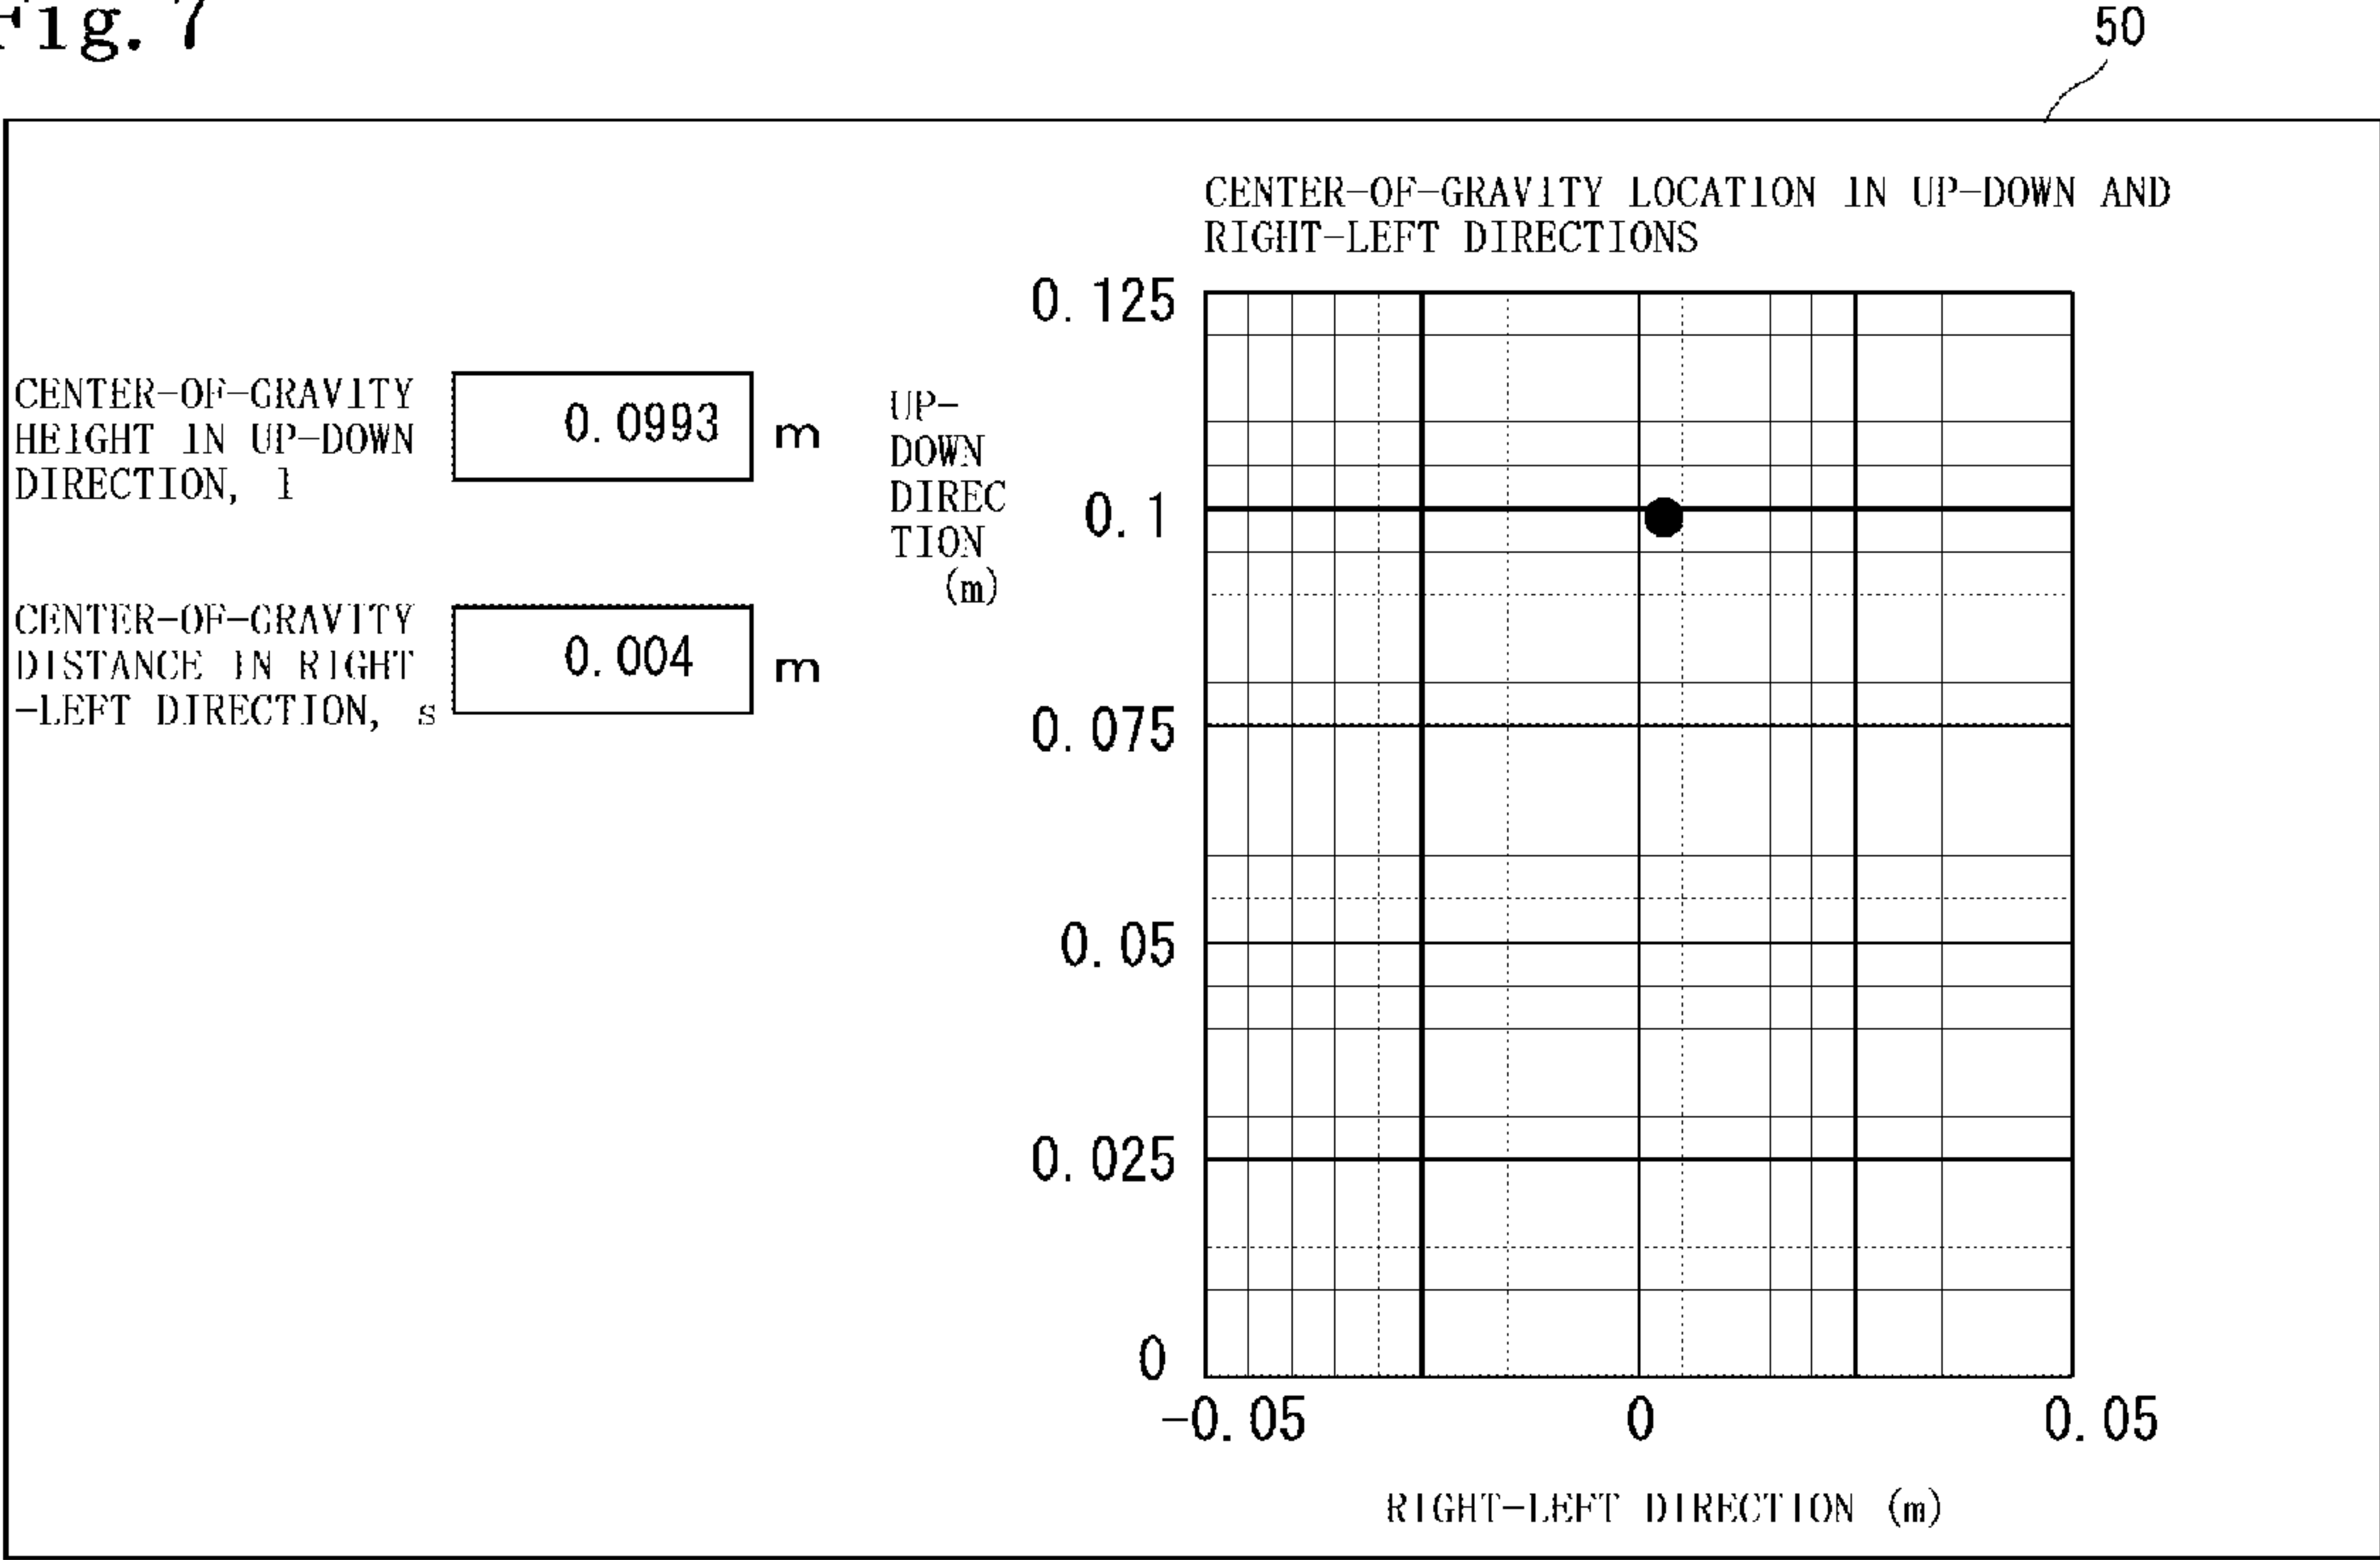 Fig. 7
50
CENTER-OF-GRAVITY
HEIGHT IN UP-DOWN
DIRECTION, l
0.0993 m
CENTER-OF-GRAVITY
DISTANCE IN RIGHT
-LEFT DIRECTION, s
0.004 m
CENTER-OF-GRAVITY LOCATION IN UP-DOWN AND
RIGHT-LEFT DIRECTIONS
UP-
DOWN
DIREC
TION
(m)
0.125
0.1
0.075
0.05
0.025
0
-0.05 0 0.05
RIGHT-LEFT DIRECTION (m)